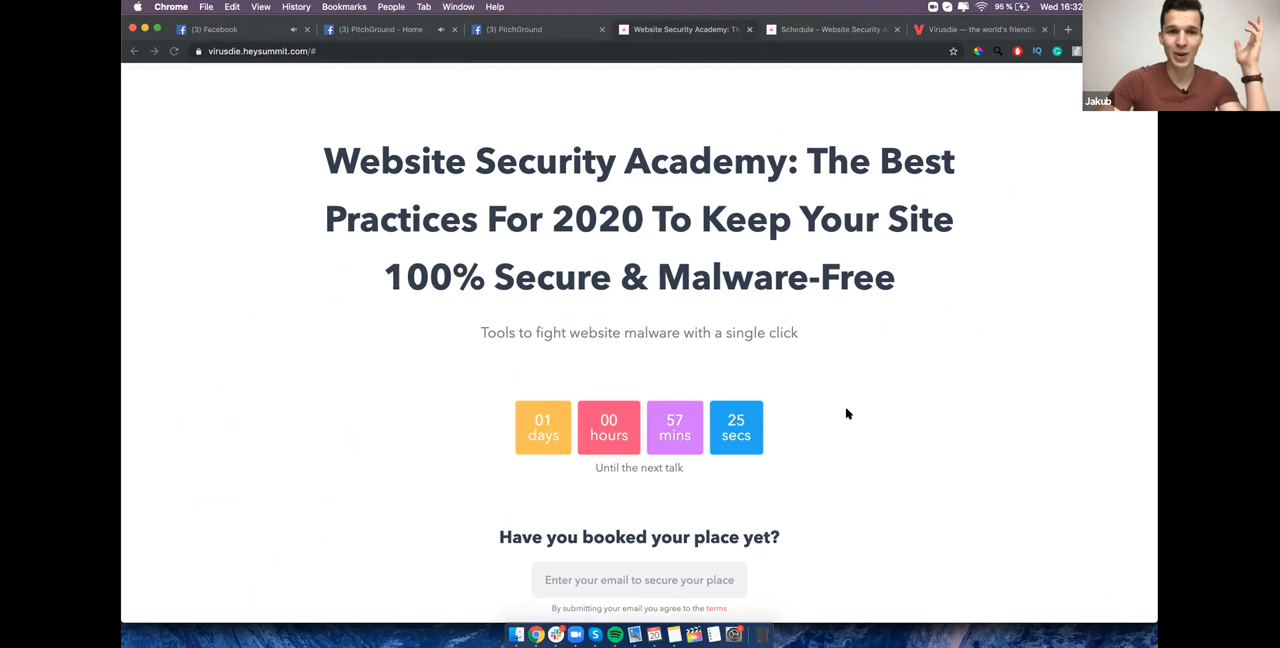 Chrome File Edit View History Bookmarks People Tab Window Help 95 % Wed 16:32
(3) Facebook (3) PitchGround - Home (3) PitchGround Website Security Academy: Th Schedule - Website Security A Virusdie — the world's friendli
virusdie.heysummit.com/#
Jakub
Website Security Academy: The Best
Practices For 2020 To Keep Your Site
100% Secure & Malware-Free
Tools to fight website malware with a single click
01 00 57 25
days hours mins secs
Until the next talk
Have you booked your place yet?
Enter your email to secure your place
By submitting your email you agree to the terms
20